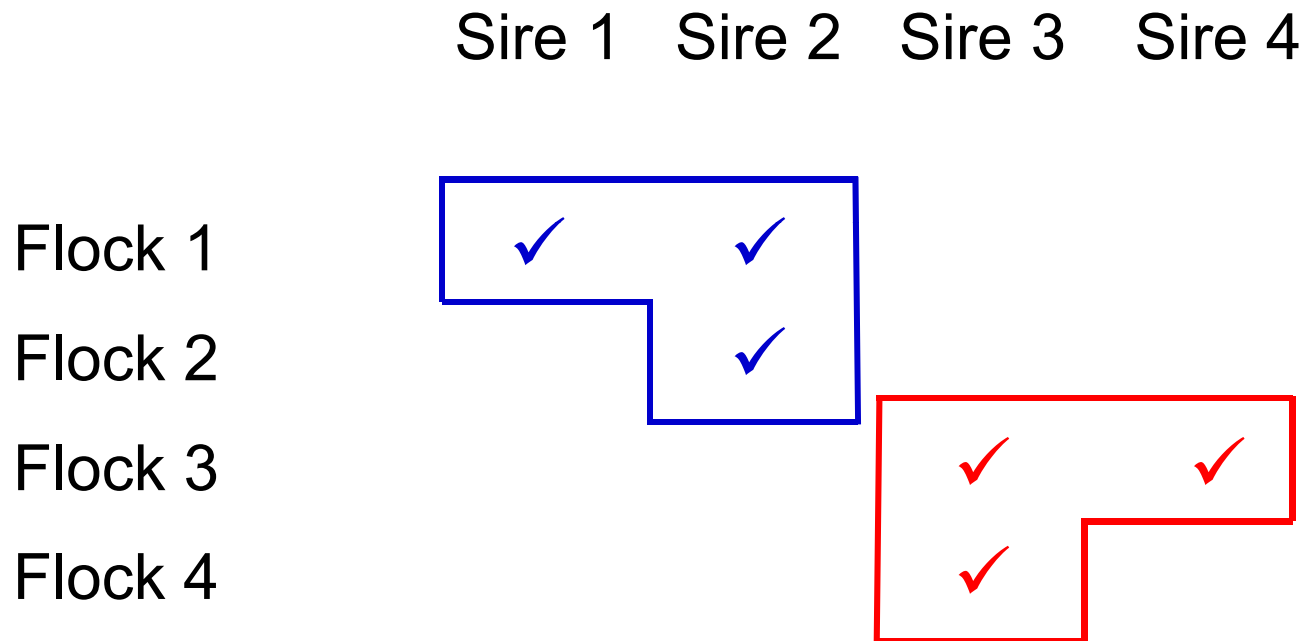 Sire 1 Sire 2 Sire 3 Sire 4
Flock 1 ✓ ✓
Flock 2 ✓
Flock 3 ✓ ✓
Flock 4 ✓